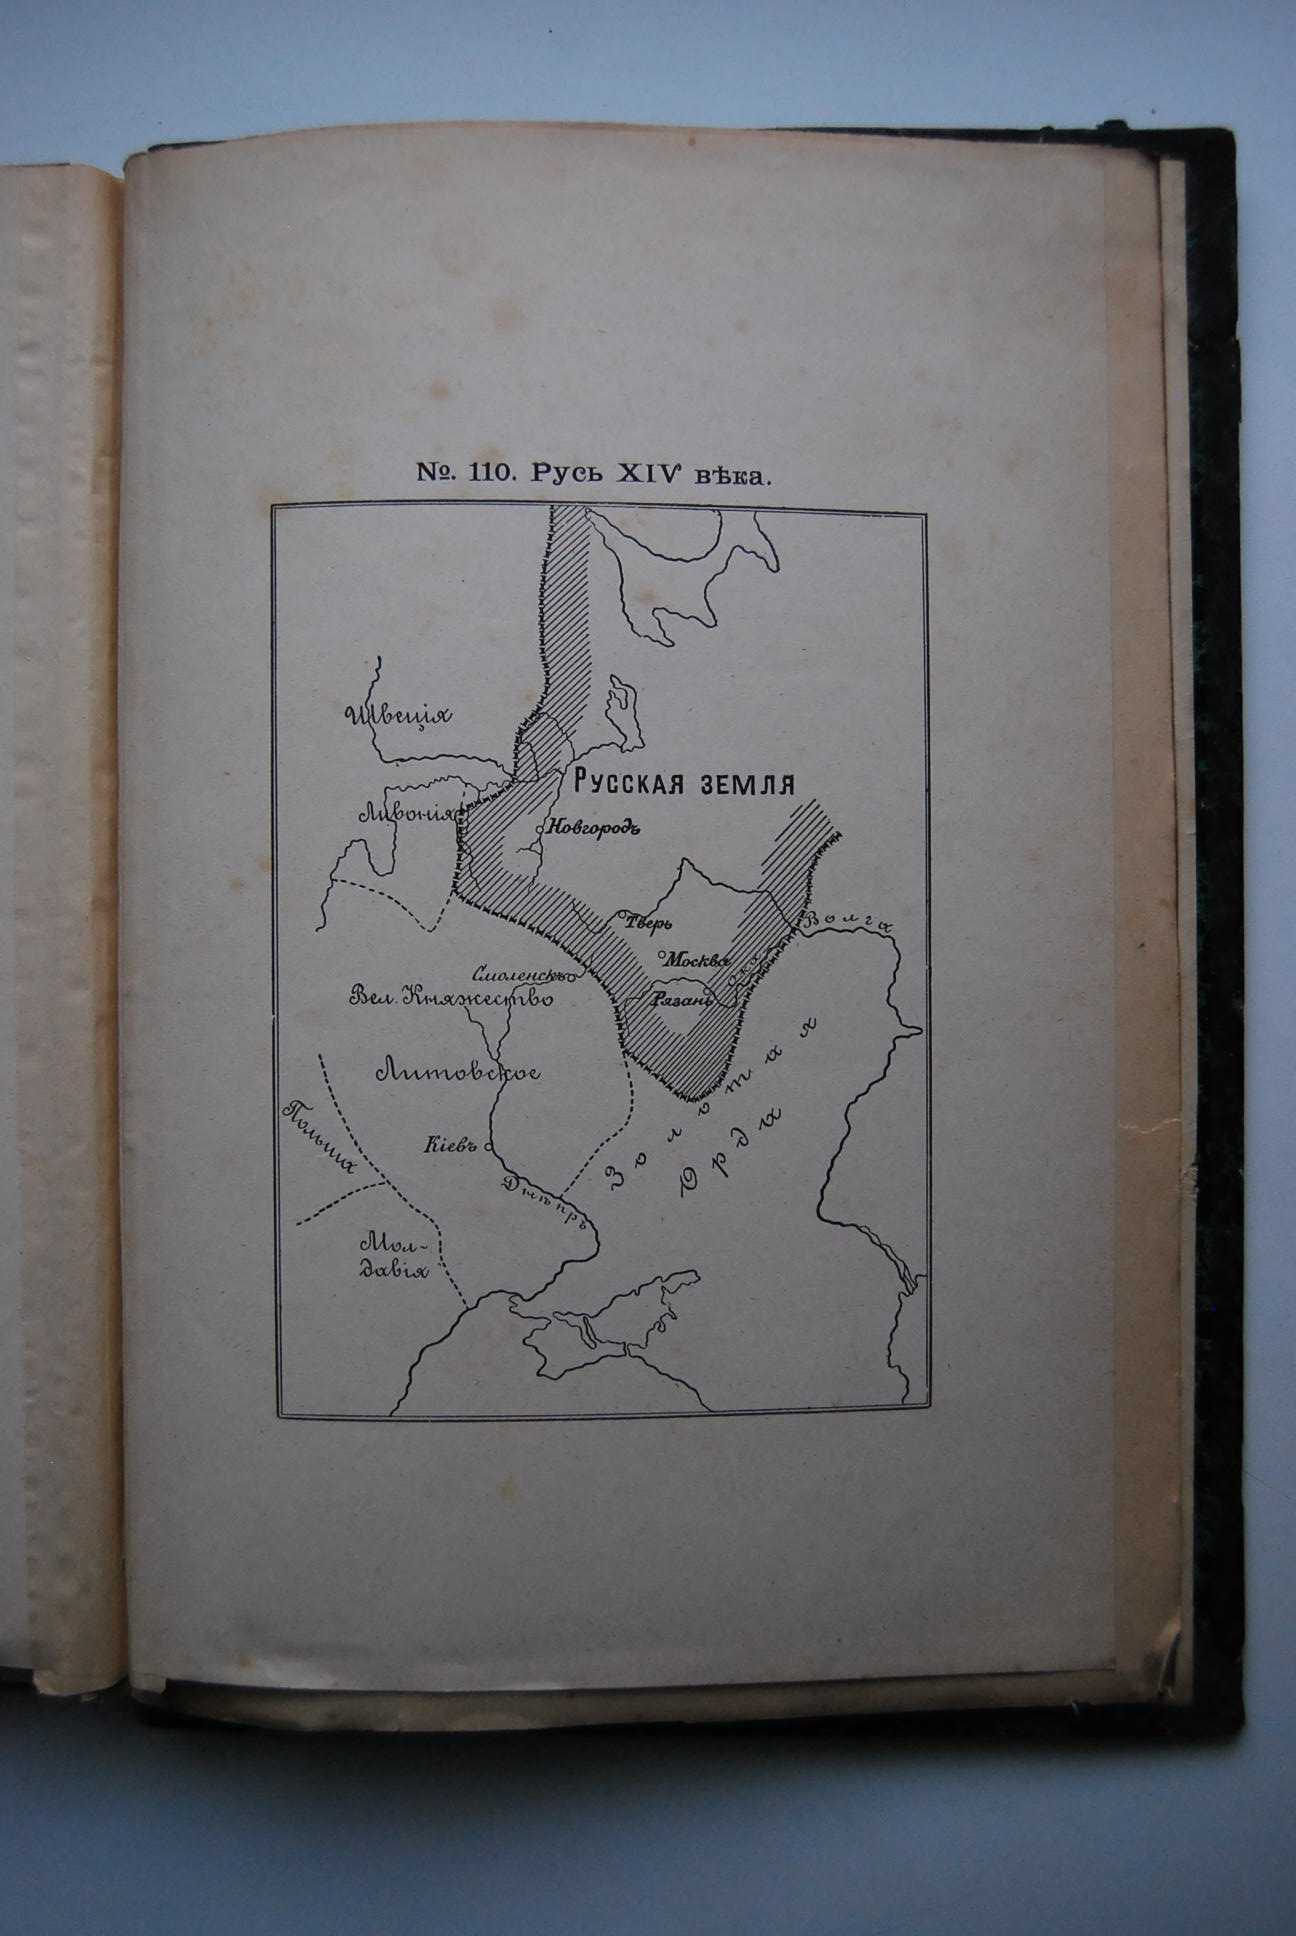 №. 110. Русь XIV вѣка.
Швеція
Русская земля
Ливонія
Новгородъ
Волга
Тверь
Москва
Ока
Смоленскъ
Вел. Княжество
Рязань
Литовское
Золотая
Орда
Польша
Кіевъ
Днѣпръ
Мол-
давія